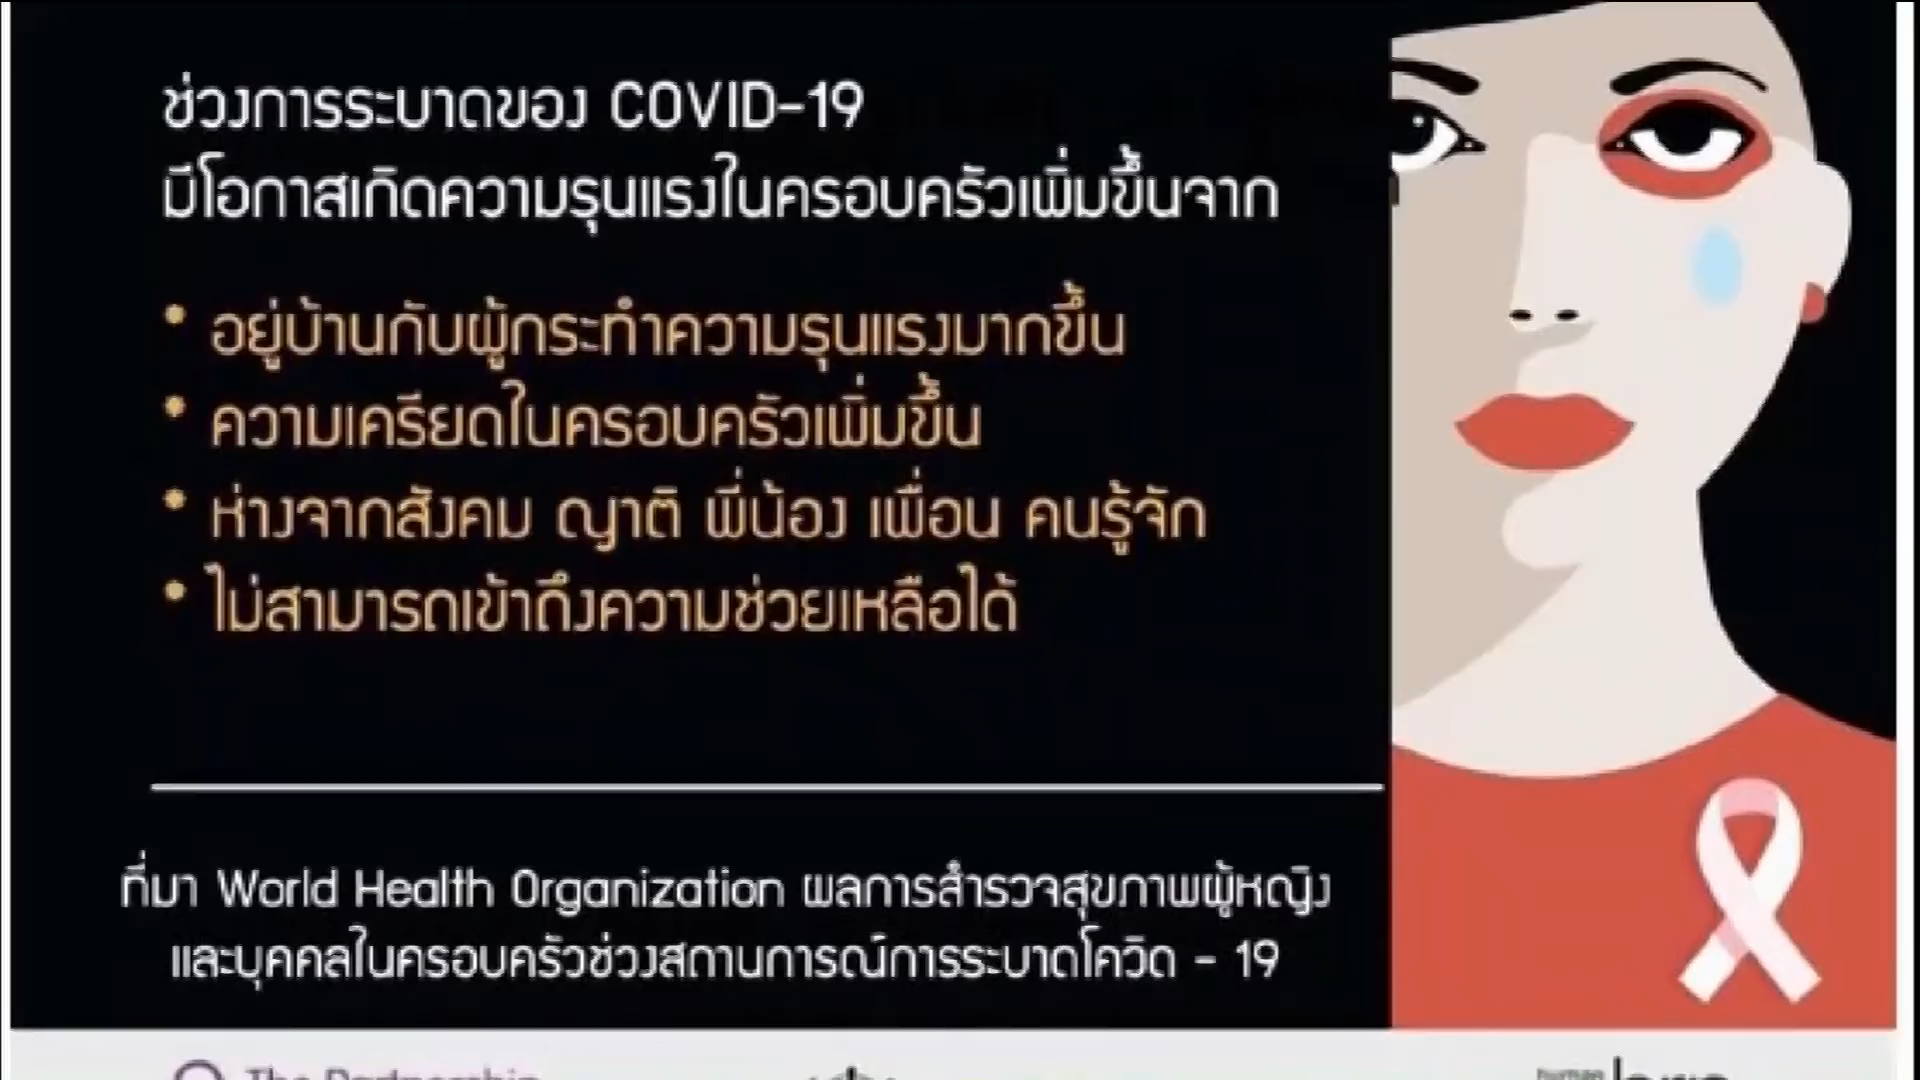 ช่วงการระบาดของ COVID-19
มีโอกาสเกิดความรุนแรงในครอบครัวเพิ่มขึ้นจาก
• อยู่บ้านกับผู้กระทำความรุนแรงมากขึ้น
• ความเครียดในครอบครัวเพิ่มขึ้น
• ห่างจากสังคม ญาติ พี่น้อง เพื่อน คนรู้จัก
• ไม่สามารถเข้าถึงความช่วยเหลือได้
ที่มา World Health Organization ผลการสำรวจสุขภาพผู้หญิง
และบุคคลในครอบครัวช่วงสถานการณ์การระบาดโควิด - 19
The Partnership
human